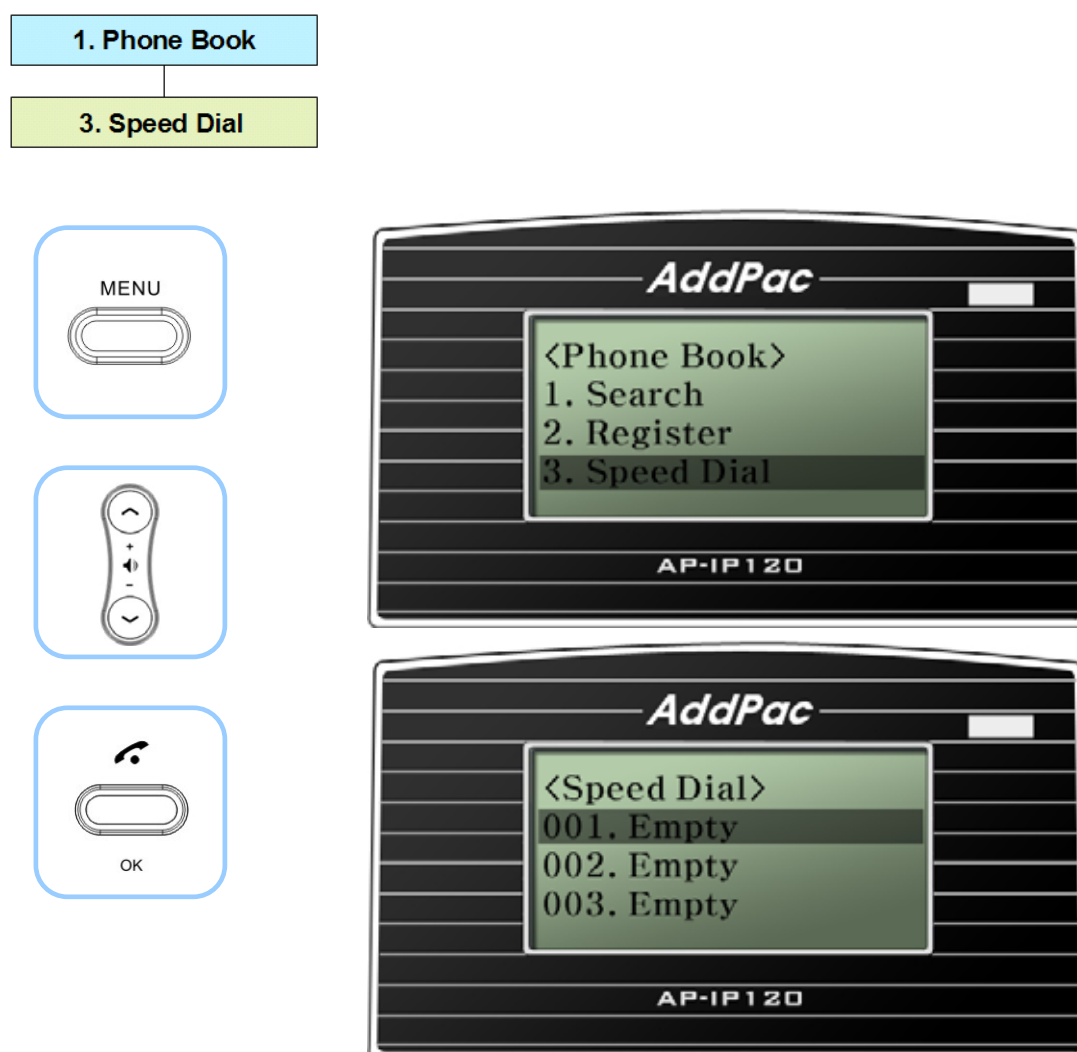 1. Phone Book
3. Speed Dial
MENU
OK
AddPac
<Phone Book>
1. Search
2. Register
3. Speed Dial
AP-IP120
AddPac
<Speed Dial>
001. Empty
002. Empty
003. Empty
AP-IP120